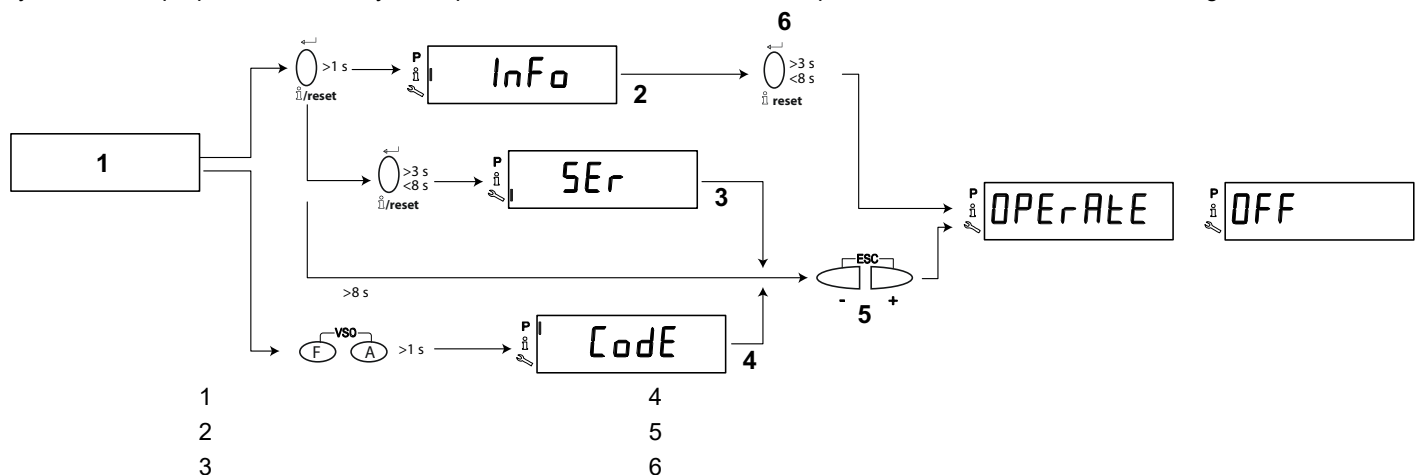 6
>1 s
i/reset
P
i
InFo
2
>3 s
<8 s
i reset
1
>3 s
<8 s
i/reset
P
i
SEr
3
P
i
OPErAtE
P
i
OFF
>8 s
ESC
- +
5
VSO
F A >1 s
P
i
CodE
4
1 4
2 5
3 6